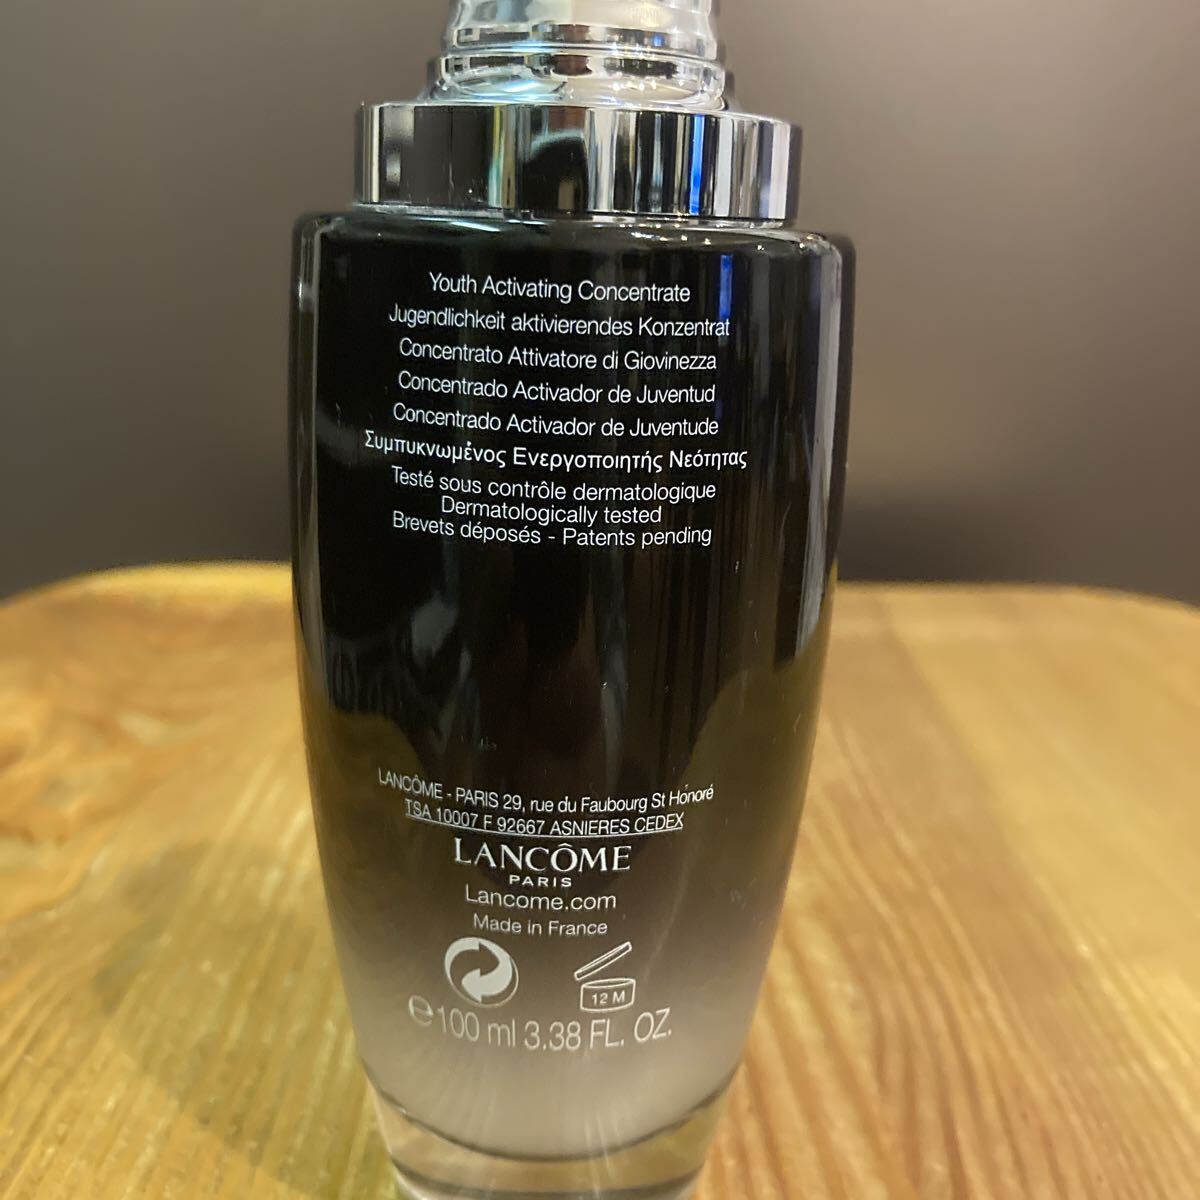 Youth Activating Concentrate
Jugendlichkeit aktivierendes Konzentrat
Concentrato Attivatore di Giovinezza
Concentrado Activador de Juventud
Concentrado Activador de Juventude
Συμπυκνωμένος Ενεργοποιητής Νεότητας
Testé sous contrôle dermatologique
Dermatologically tested
Brevets déposés - Patents pending
LANCÔME - PARIS 29, rue du Faubourg St Honoré
TSA 10007 F 92667 ASNIERES CEDEX
LANCÔME
PARIS
Lancome.com
Made in France
12 M
℮100 ml 3.38 FL. OZ.